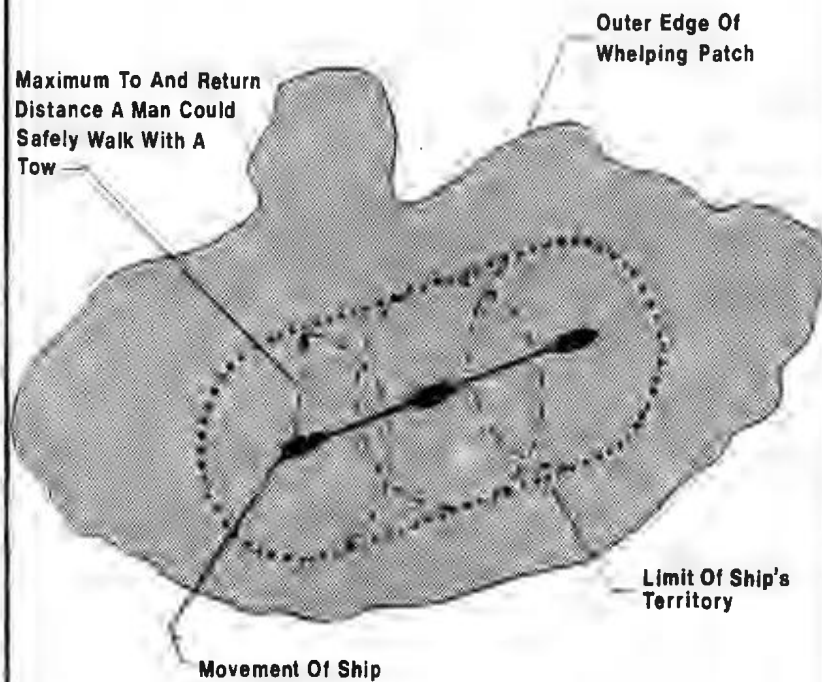 Outer Edge Of
Whelping Patch
Maximum To And Return
Distance A Man Could
Safely Walk With A
Tow
Limit Of Ship's
Territory
Movement Of Ship